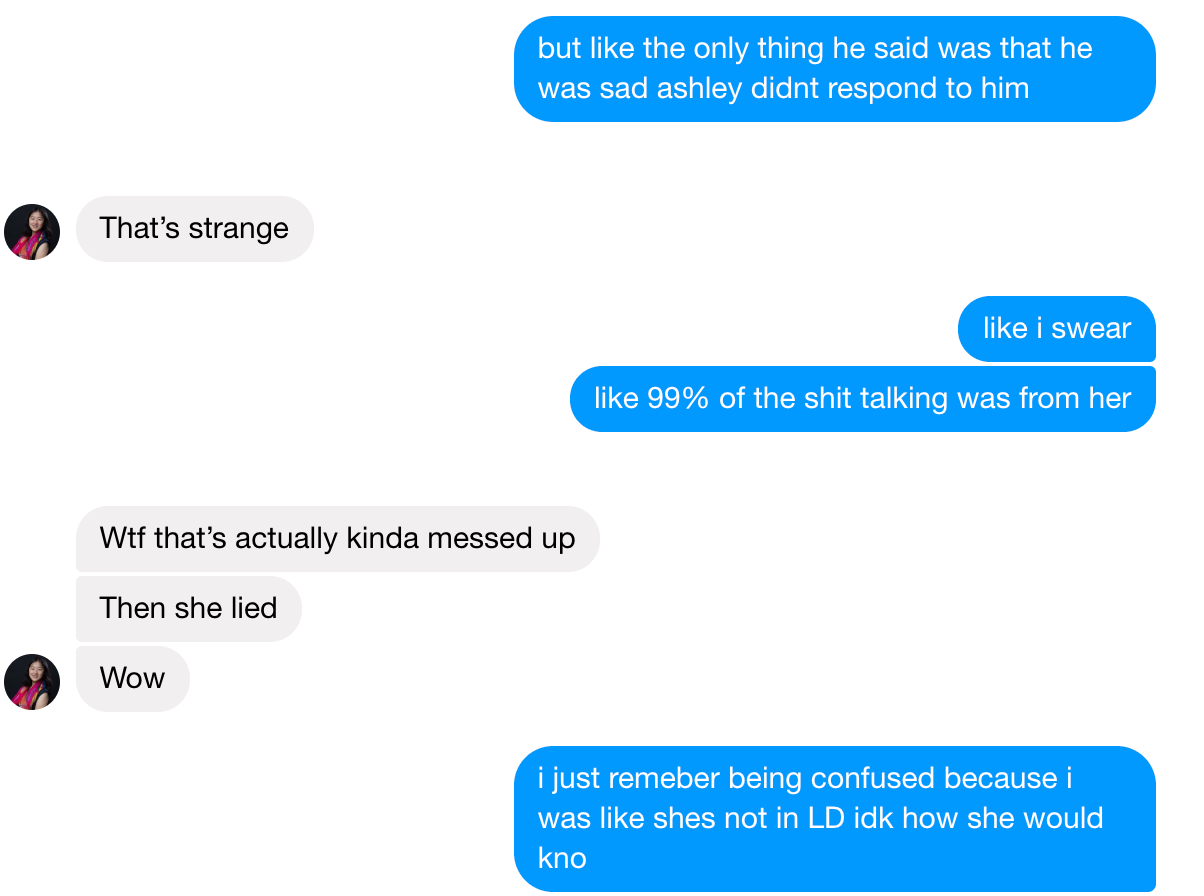 but like the only thing he said was that he
was sad ashley didnt respond to him
That’s strange
like i swear
like 99% of the shit talking was from her
Wtf that’s actually kinda messed up
Then she lied
Wow
i just remeber being confused because i
was like shes not in LD idk how she would
kno